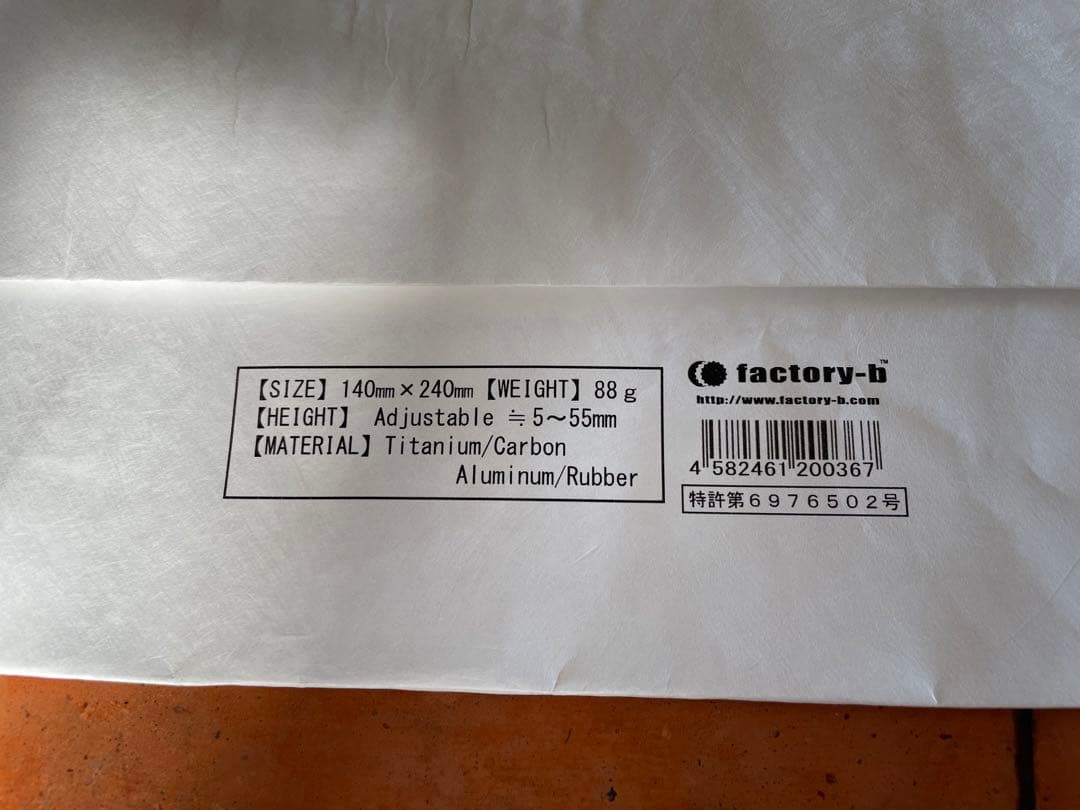 【SIZE】 140㎜×240㎜【WEIGHT】88ｇ
【HEIGHT】 Adjustable ≒5～55mm
【MATERIAL】Titanium/Carbon
Aluminum/Rubber
factory-b™
http://www.factory-b.com
4 582461 200367
特許第６９７６５０２号